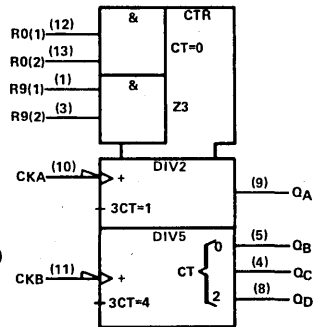 & CTR
R0(1) (12) CT=0
R0(2) (13)
R9(1) (1) &
R9(2) (3) Z3
DIV2
CKA (10) + (9) QA
3CT=1
DIV5
0 (5) QB
CKB (11) + CT { (4) QC
3CT=4 2 (8) QD
)